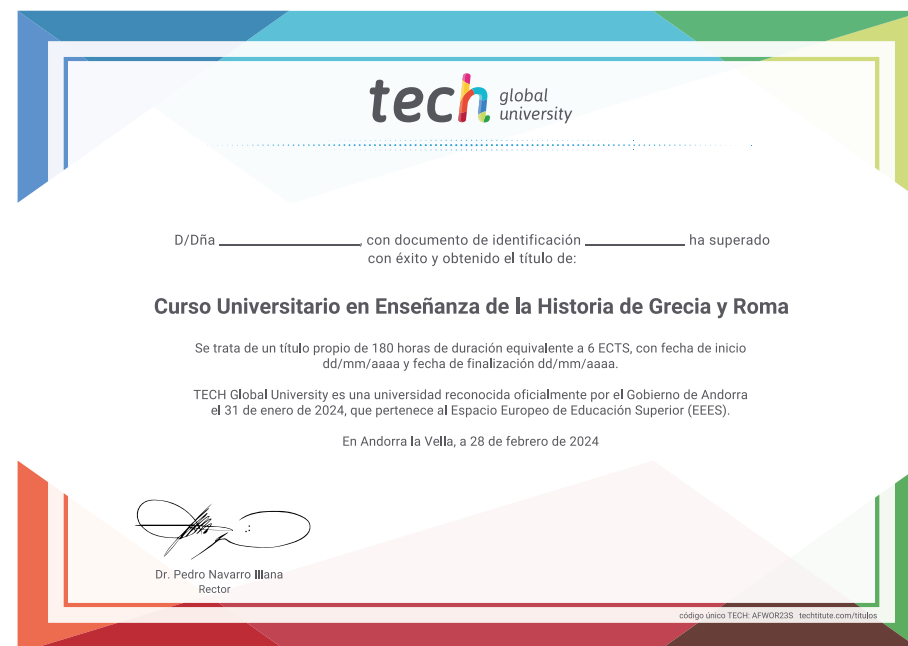 tech global university
D/Dña ______________, con documento de identificación __________ ha superado
con éxito y obtenido el título de:
Curso Universitario en Enseñanza de la Historia de Grecia y Roma
Se trata de un título propio de 180 horas de duración equivalente a 6 ECTS, con fecha de inicio
dd/mm/aaaa y fecha de finalización dd/mm/aaaa.
TECH Global University es una universidad reconocida oficialmente por el Gobierno de Andorra
el 31 de enero de 2024, que pertenece al Espacio Europeo de Educación Superior (EEES).
En Andorra la Vella, a 28 de febrero de 2024
Dr. Pedro Navarro Illana
Rector
código único TECH: AFWOR23S techtitute.com/titulos